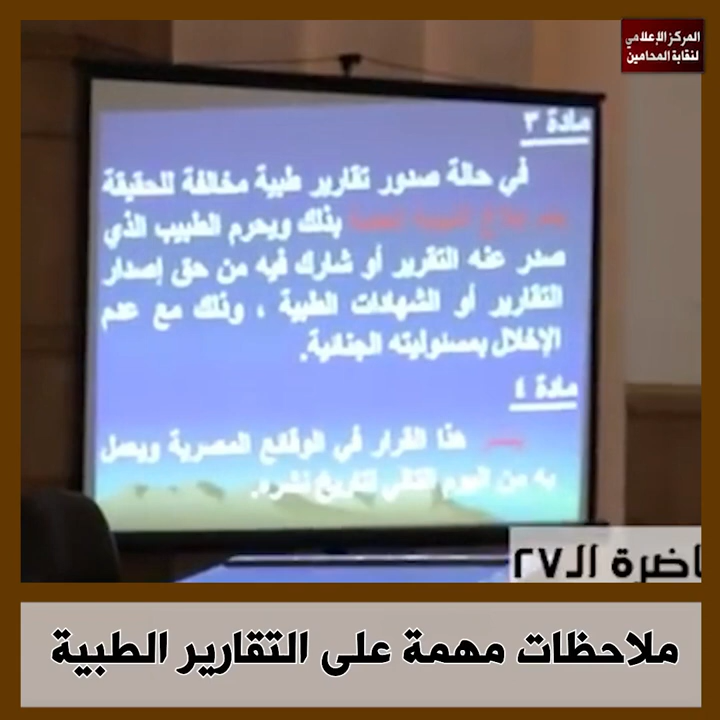 المركز الإعلامي
لنقابة المحامين
مادة ٣
في حالة صدور تقارير طبية مخالفة للحقيقة
بذلك ويحرم الطبيب الذي
صدر عنه التقرير أو شارك فيه من حق إصدار
التقارير أو الشهادات الطبية ، وذلك مع عدم
الإخلال بمسئوليته الجنائية.
مادة ٤
هذا القرار في الوقائع المصرية ويعمل
به من اليوم التالي لتاريخ نشره.
اضرة الـ٢٧
ملاحظات مهمة على التقارير الطبية